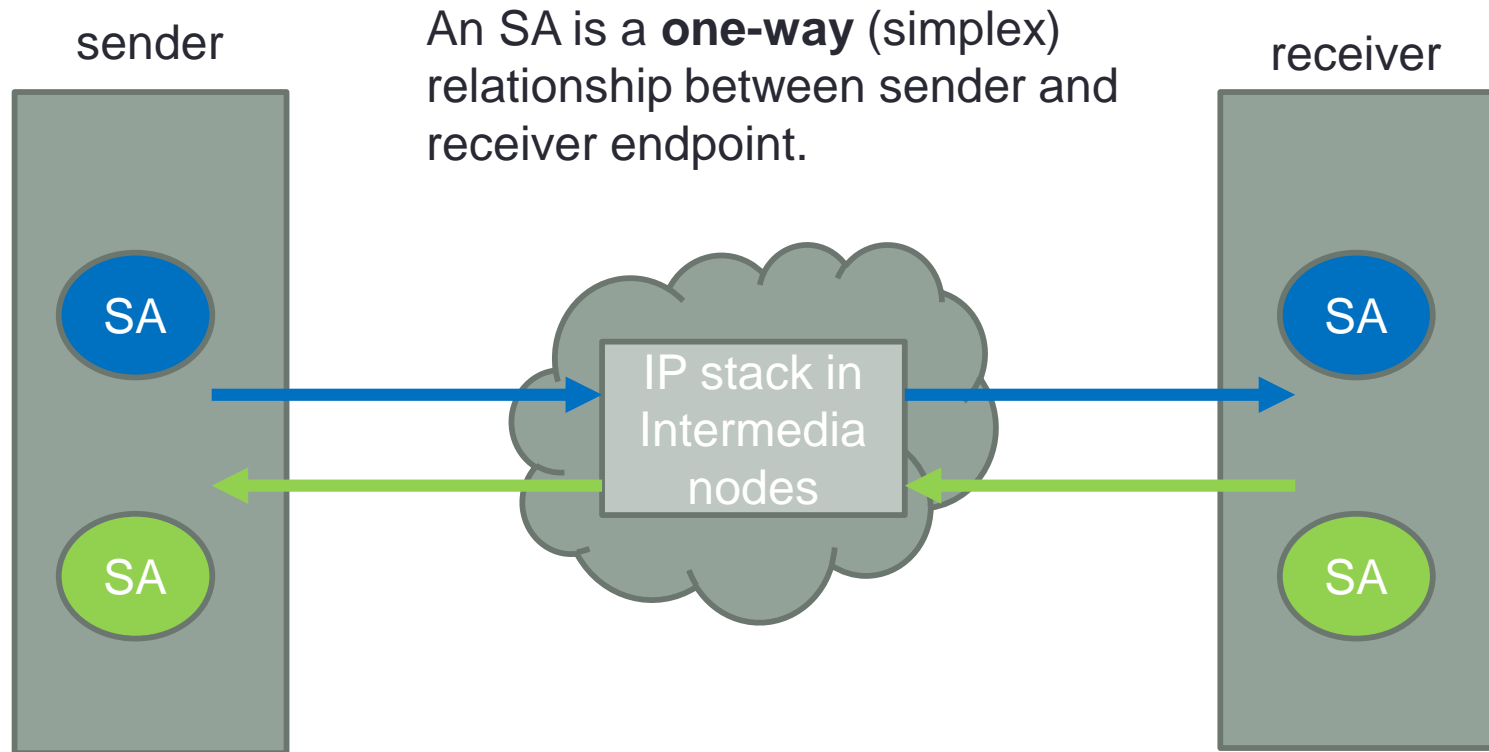 sender
An SA is a one-way (simplex)
relationship between sender and
receiver endpoint.
receiver
SA
SA
IP stack in
Intermedia
nodes
SA
SA